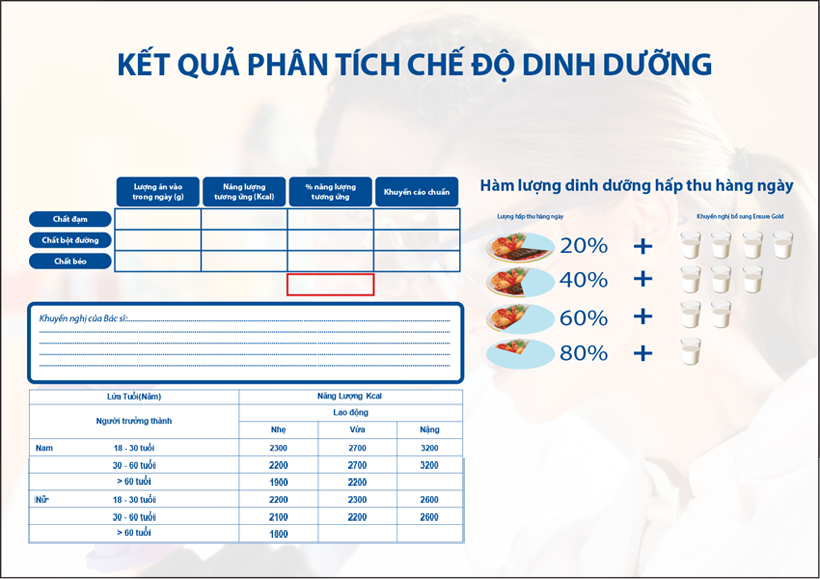 KẾT QUẢ PHÂN TÍCH CHẾ ĐỘ DINH DƯỠNG
Lượng ăn vào
trong ngày (g)
Năng lượng
tương ứng (Kcal)
% năng lượng
tương ứng
Khuyến cáo chuẩn
Chất đạm
Chất bột đường
Chất béo
Khuyến nghị của Bác sĩ:
Lứa Tuổi(Năm) Năng Lượng Kcal
Người trưởng thành Lao động
Nhẹ Vừa Nặng
Nam 18 - 30 tuổi 2300 2700 3200
30 - 60 tuổi 2200 2700 3200
> 60 tuổi 1900 2200
Nữ 18 - 30 tuổi 2200 2300 2600
30 - 60 tuổi 2100 2200 2600
> 60 tuổi 1800
Hàm lượng dinh dưỡng hấp thu hàng ngày
Lượng hấp thu hàng ngày Khuyến nghị bổ sung Ensure Gold
20% +
40% +
60% +
80% +